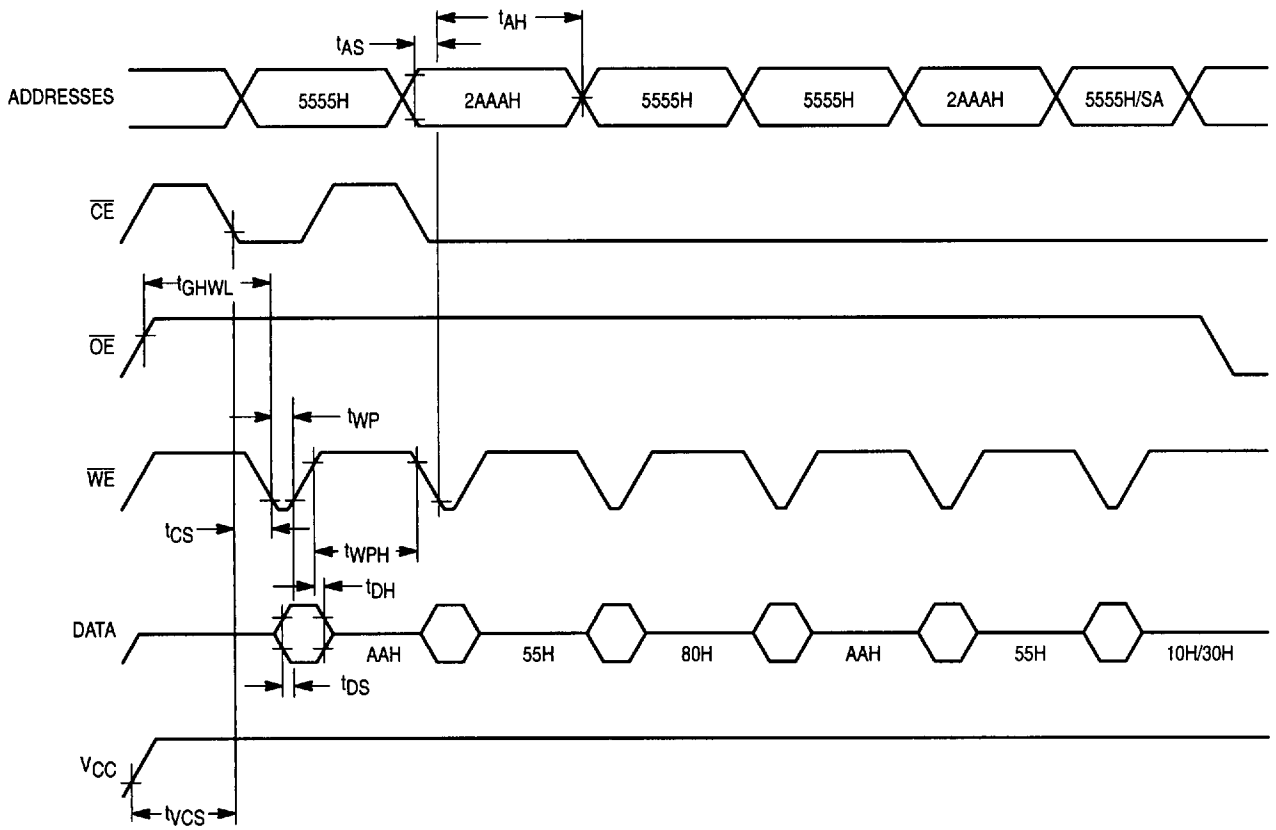 tAH
tAS
ADDRESSES 5555H 2AAAH 5555H 5555H 2AAAH 5555H/SA
CE
tGHWL
OE
tWP
WE
tCS
tWPH
tDH
DATA
AAH 55H 80H AAH 55H 10H/30H
tDS
VCC
tVCS